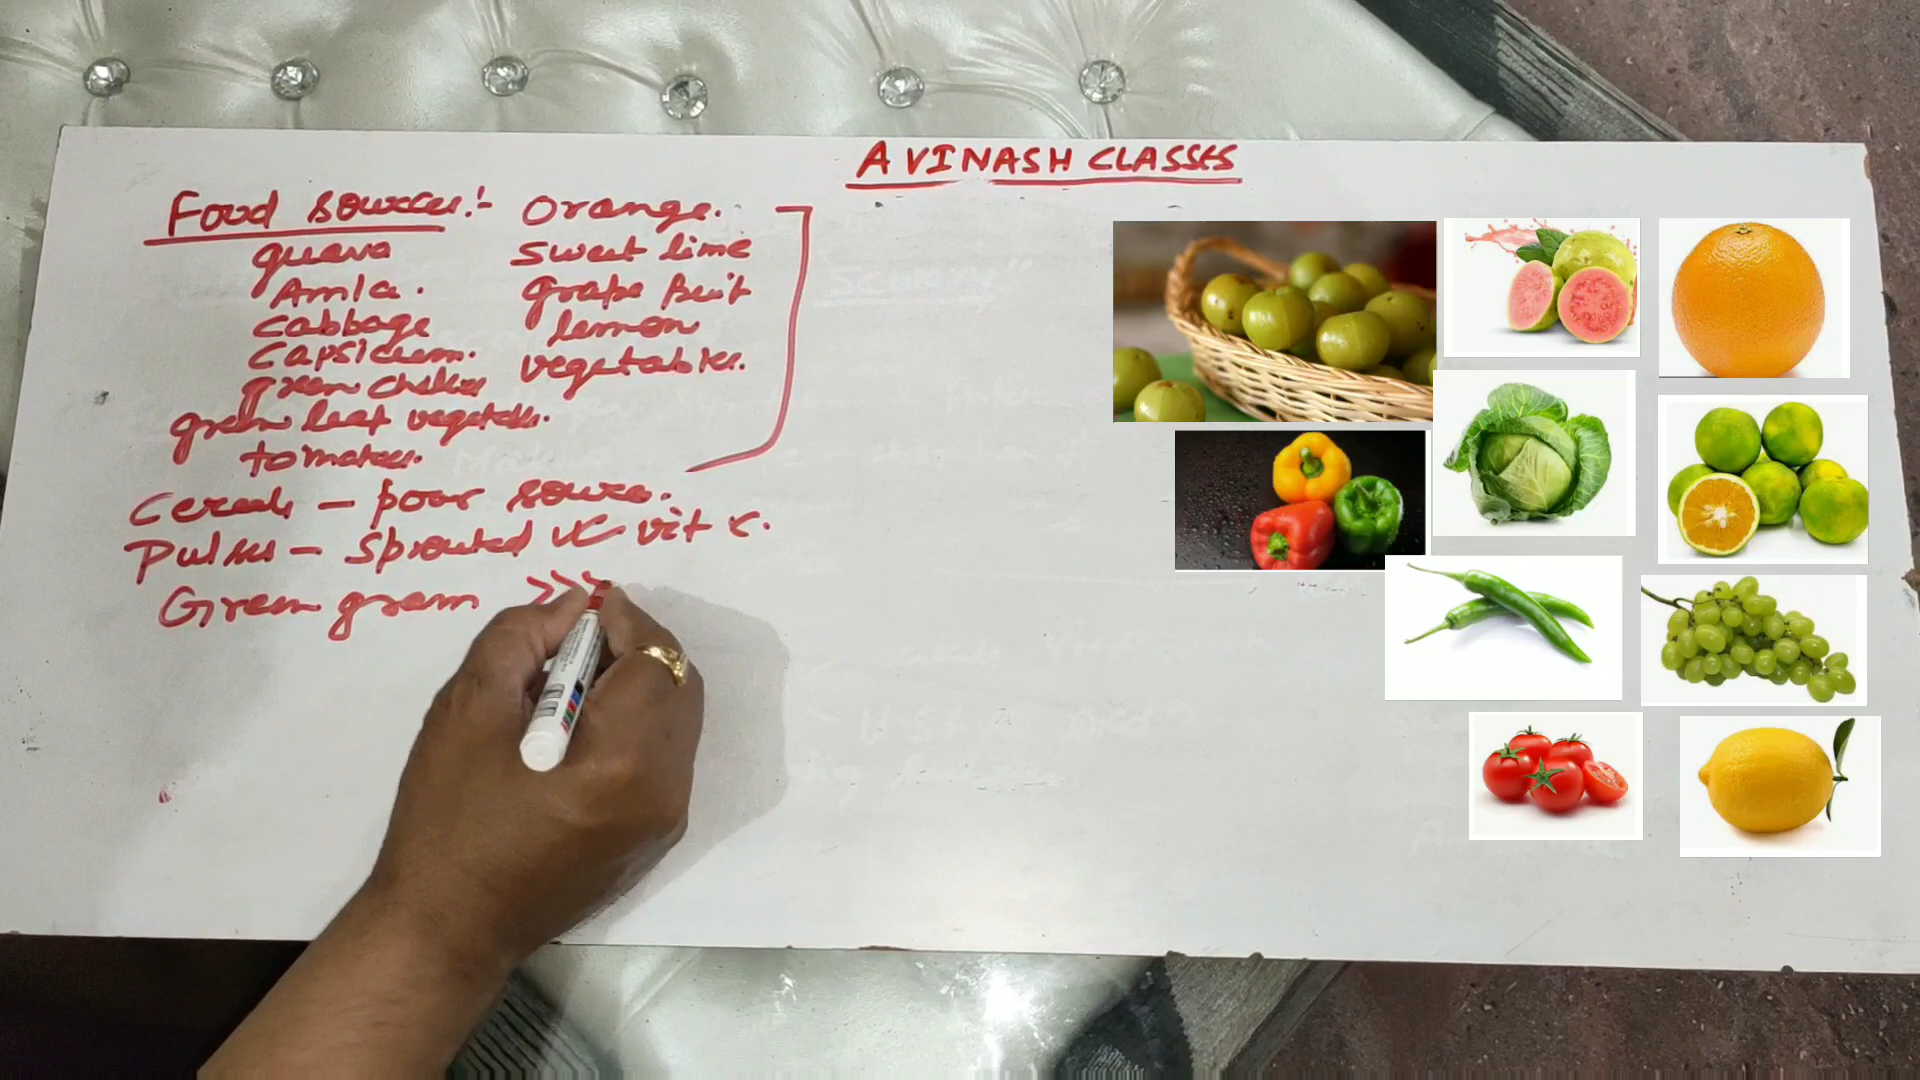 AVINASH CLASSES
Food sources:- Orange.
guava sweet lime
Amla. grape fruit
cabbage lemon
capsicum. vegetables.
green chilies
green leaf vegetable.
tomatoes.
Cereals - poor source.
Pulses - Sprouted vit c.
Green gram >>>